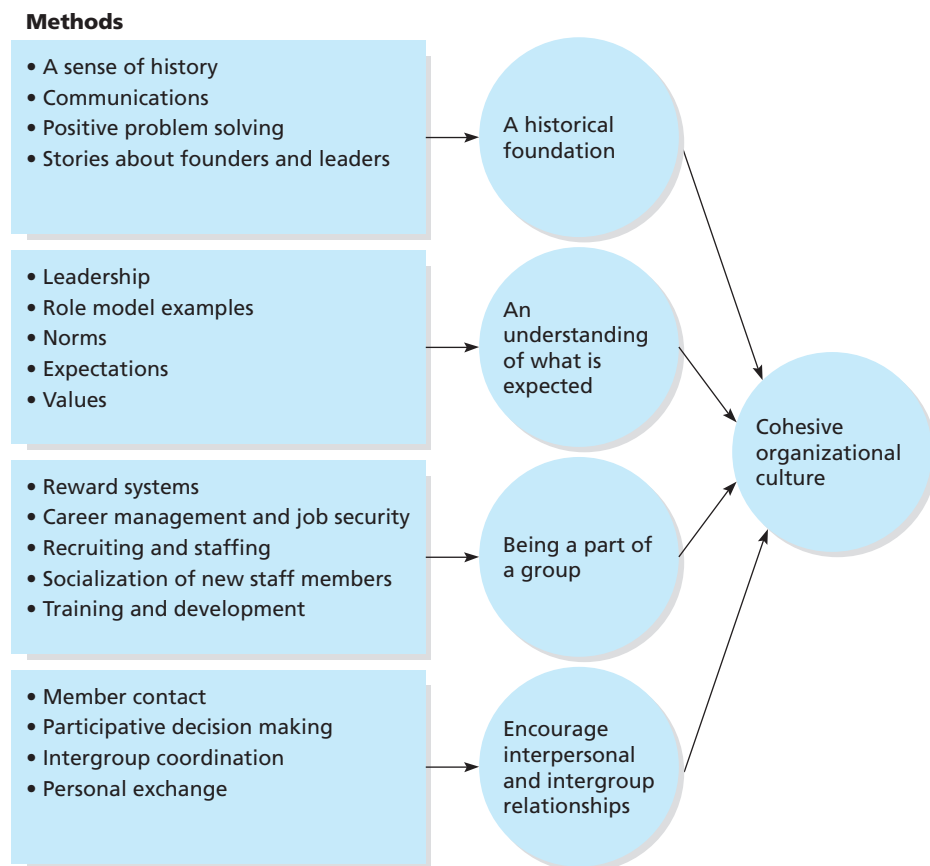 Methods
• A sense of history
• Communications
• Positive problem solving
• Stories about founders and leaders
A historical
foundation
• Leadership
• Role model examples
• Norms
• Expectations
• Values
An
understanding
of what is
expected
• Reward systems
• Career management and job security
• Recruiting and staffing
• Socialization of new staff members
• Training and development
Being a part of
a group
• Member contact
• Participative decision making
• Intergroup coordination
• Personal exchange
Encourage
interpersonal
and intergroup
relationships
Cohesive
organizational
culture